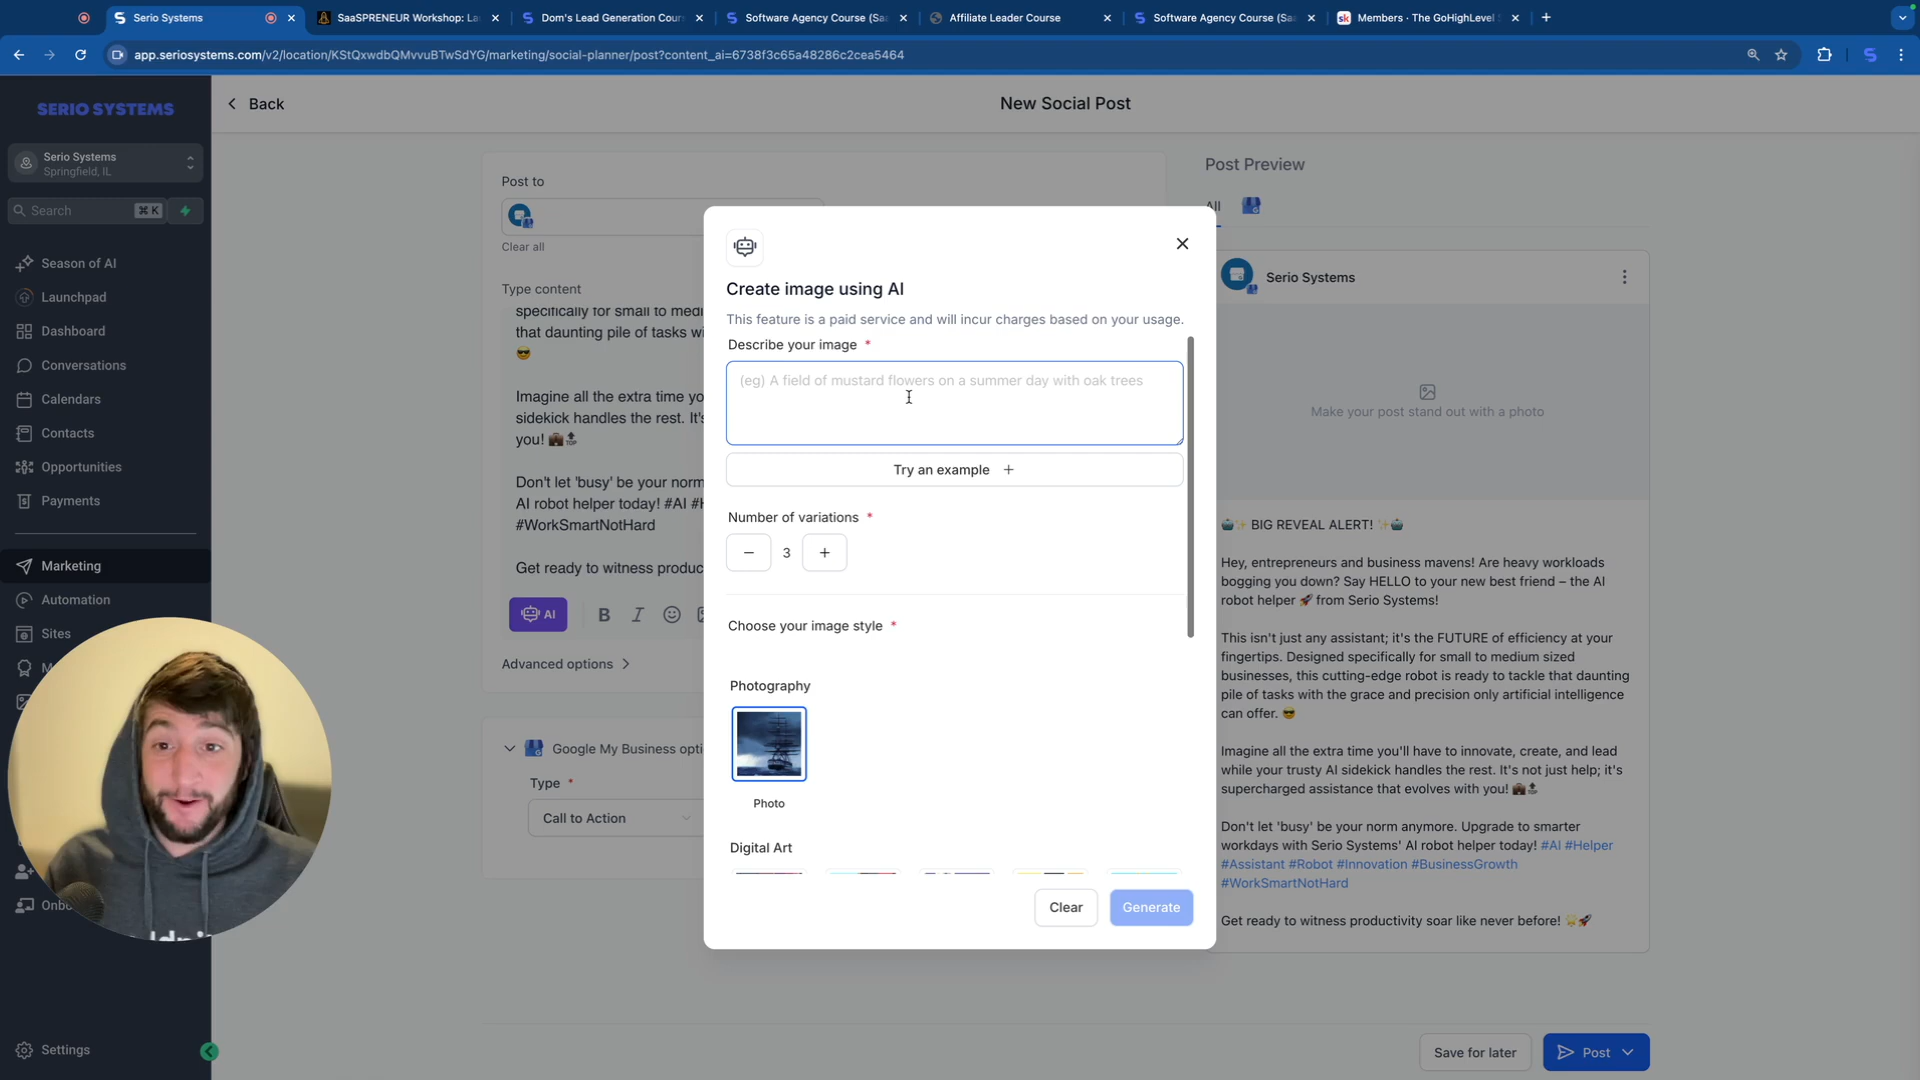 Serio Systems
SaaSPRENEUR Workshop: La
Dom's Lead Generation Cour
Software Agency Course (Saa
Affiliate Leader Course
Software Agency Course (Saa
Members · The GoHighLevel
app.seriosystems.com/v2/location/KStQxwdbQMvvuBTwSdYG/marketing/social-planner/post?content_ai=6738f3c65a48286c2cea5464
SERIO SYSTEMS
Serio Systems
Springfield, IL
Search
⌘ K
Season of AI
Launchpad
Dashboard
Conversations
Calendars
Contacts
Opportunities
Payments
Marketing
Automation
Sites
M
Onb
Settings
Back
New Social Post
Post to
Clear all
Type content
specifically for small to medi
that daunting pile of tasks wi
😎
Imagine all the extra time yo
sidekick handles the rest. It's
you! 💼🔝
Don't let 'busy' be your norm
AI robot helper today! #AI #H
#WorkSmartNotHard
Get ready to witness produc
AI
B
I
Advanced options
Google My Business opti
Type *
Call to Action
Create image using AI
This feature is a paid service and will incur charges based on your usage.
Describe your image *
(eg) A field of mustard flowers on a summer day with oak trees
Try an example +
Number of variations *
− 3 +
Choose your image style *
Photography
Photo
Digital Art
Clear
Generate
Post Preview
All
Serio Systems
Make your post stand out with a photo
🤖✨ BIG REVEAL ALERT! ✨🤖
Hey, entrepreneurs and business mavens! Are heavy workloads
bogging you down? Say HELLO to your new best friend – the AI
robot helper 🚀 from Serio Systems!
This isn't just any assistant; it's the FUTURE of efficiency at your
fingertips. Designed specifically for small to medium sized
businesses, this cutting-edge robot is ready to tackle that daunting
pile of tasks with the grace and precision only artificial intelligence
can offer. 😎
Imagine all the extra time you'll have to innovate, create, and lead
while your trusty AI sidekick handles the rest. It's not just help; it's
supercharged assistance that evolves with you! 💼🔝
Don't let 'busy' be your norm anymore. Upgrade to smarter
workdays with Serio Systems' AI robot helper today! #AI #Helper
#Assistant #Robot #Innovation #BusinessGrowth
#WorkSmartNotHard
Get ready to witness productivity soar like never before! 🌟🚀
Save for later
Post